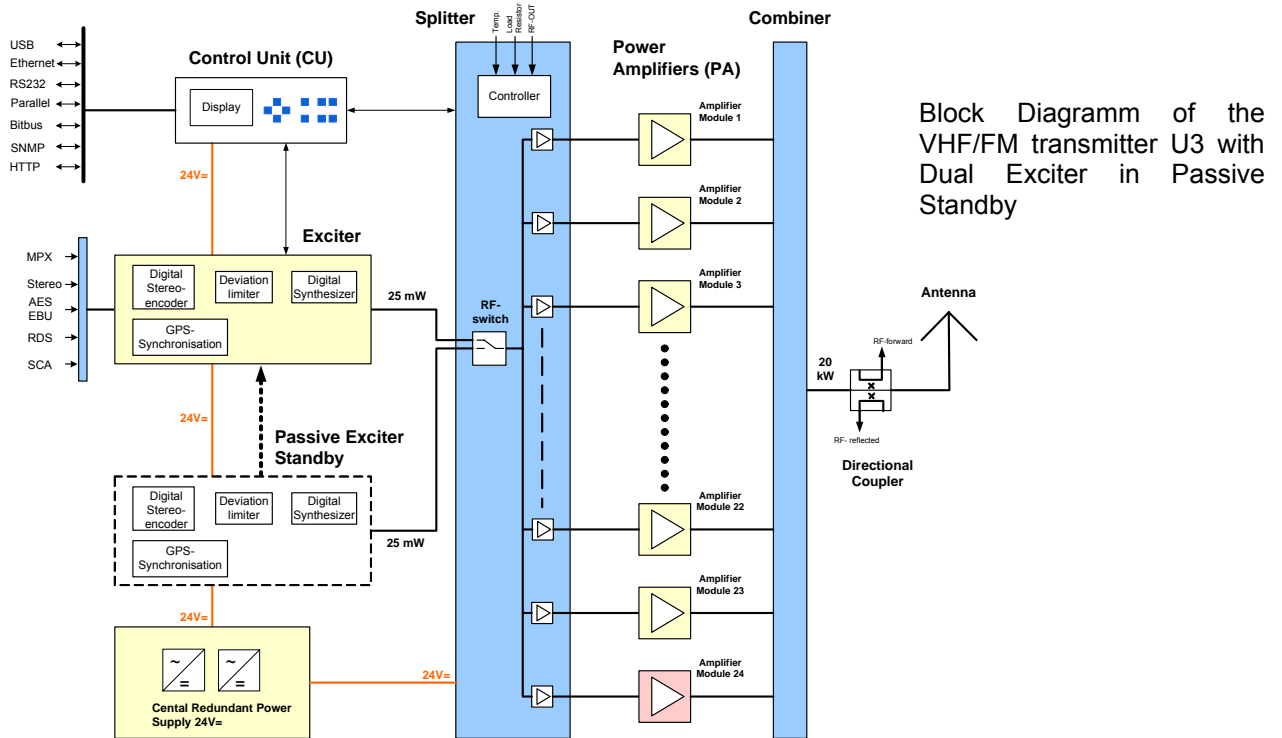 Splitter
Combiner
Temp.
Load
Resistor
RF-OUT
USB
Ethernet
RS232
Parallel
Bitbus
SNMP
HTTP
Control Unit (CU)
Display
Controller
Power
Amplifiers (PA)
Amplifier
Module 1
Amplifier
Module 2
Amplifier
Module 3
Amplifier
Module 22
Amplifier
Module 23
Amplifier
Module 24
Block Diagramm of the
VHF/FM transmitter U3 with
Dual Exciter in Passive
Standby
24V=
Exciter
MPX
Stereo
AES
EBU
RDS
SCA
Digital
Stereo-
encoder
Deviation
limiter
Digital
Synthesizer
GPS-
Synchronisation
25 mW
RF-
switch
24V=
Passive Exciter
Standby
Digital
Stereo-
encoder
Deviation
limiter
Digital
Synthesizer
GPS-
Synchronisation
25 mW
24V=
~
=
~
=
Cental Redundant Power
Supply 24V=
24V=
20
kW
Antenna
RF-forward
RF- reflected
Directional
Coupler